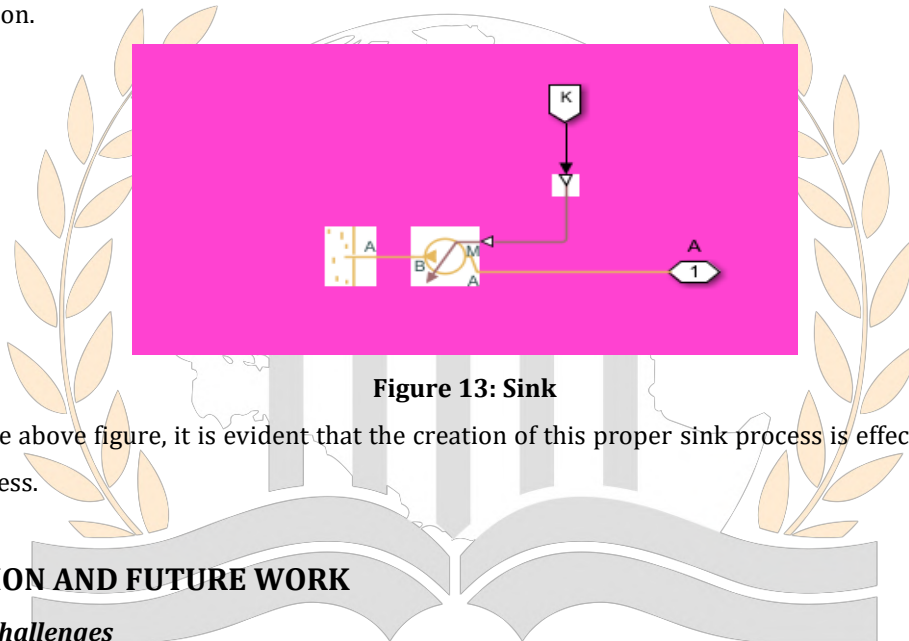 on.
K
A
M
B
A
A
1
Figure 13: Sink
e above figure, it is evident that the creation of this proper sink process is effec
ess.
ION AND FUTURE WORK
hallenges